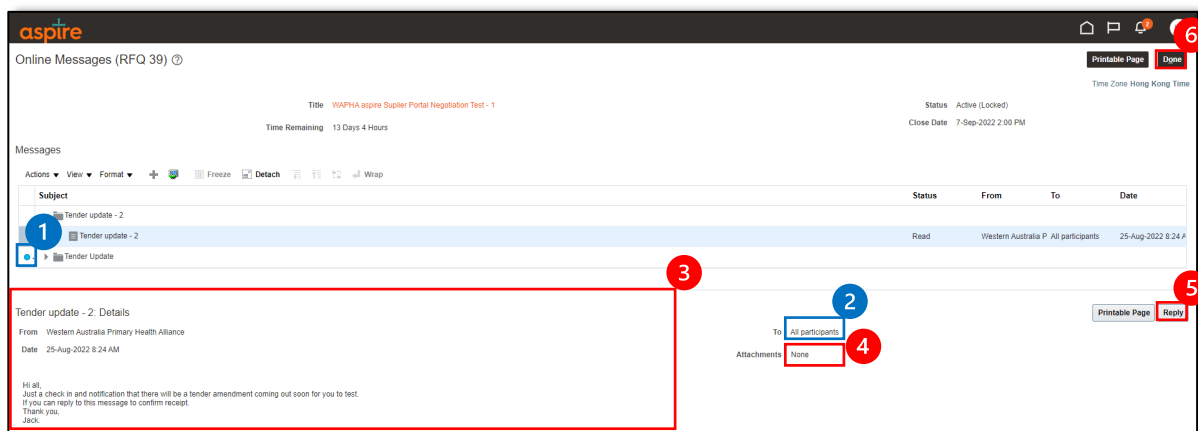 aspire
2
6
Online Messages (RFQ 39)
Printable Page Done
Time Zone Hong Kong Time
Title WAPHA aspire Suplier Portal Negotiation Test - 1
Status Active (Locked)
Time Remaining 13 Days 4 Hours
Close Date 7-Sep-2022 2:00 PM
Messages
Actions View Format Freeze Detach Wrap
Subject Status From To Date
Tender update - 2
1
Tender update - 2 Read Western Australia P All participants 25-Aug-2022 8:24 A
Tender Update
3
2
5
Tender update - 2: Details
Printable Page Reply
From Western Australia Primary Health Alliance
To All participants
Date 25-Aug-2022 8:24 AM
Attachments None
4
Hi all,
Just a check in and notification that there will be a tender amendment coming out soon for you to test.
If you can reply to this message to confirm receipt.
Thank you,
Jack.